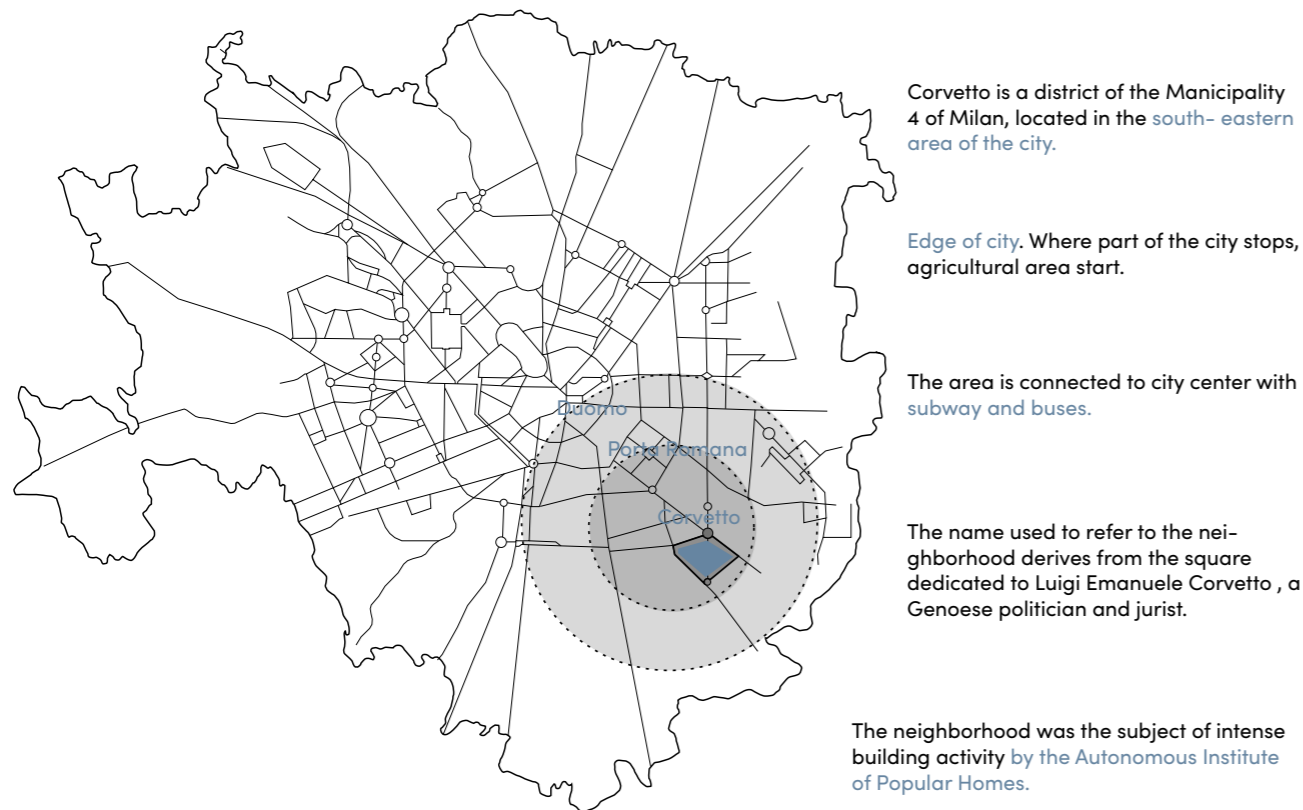 Corvetto is a district of the Manicipality
4 of Milan, located in the south- eastern
area of the city.
Edge of city. Where part of the city stops,
agricultural area start.
The area is connected to city center with
subway and buses.
Duomo
Porta Romana
Corvetto
The name used to refer to the nei-
ghborhood derives from the square
dedicated to Luigi Emanuele Corvetto , a
Genoese politician and jurist.
The neighborhood was the subject of intense
building activity by the Autonomous Institute
of Popular Homes.